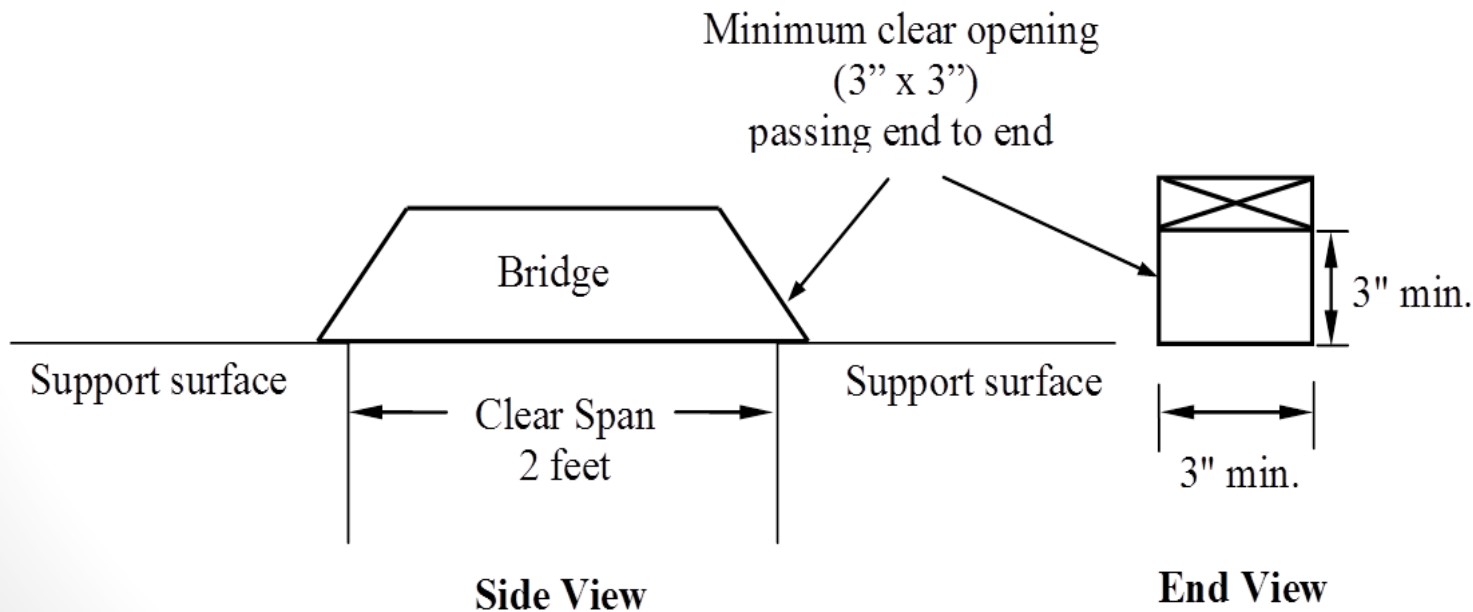 Minimum clear opening
(3” x 3”)
passing end to end
Bridge
3" min.
Support surface
Support surface
Clear Span
2 feet
3" min.
Side View
End View